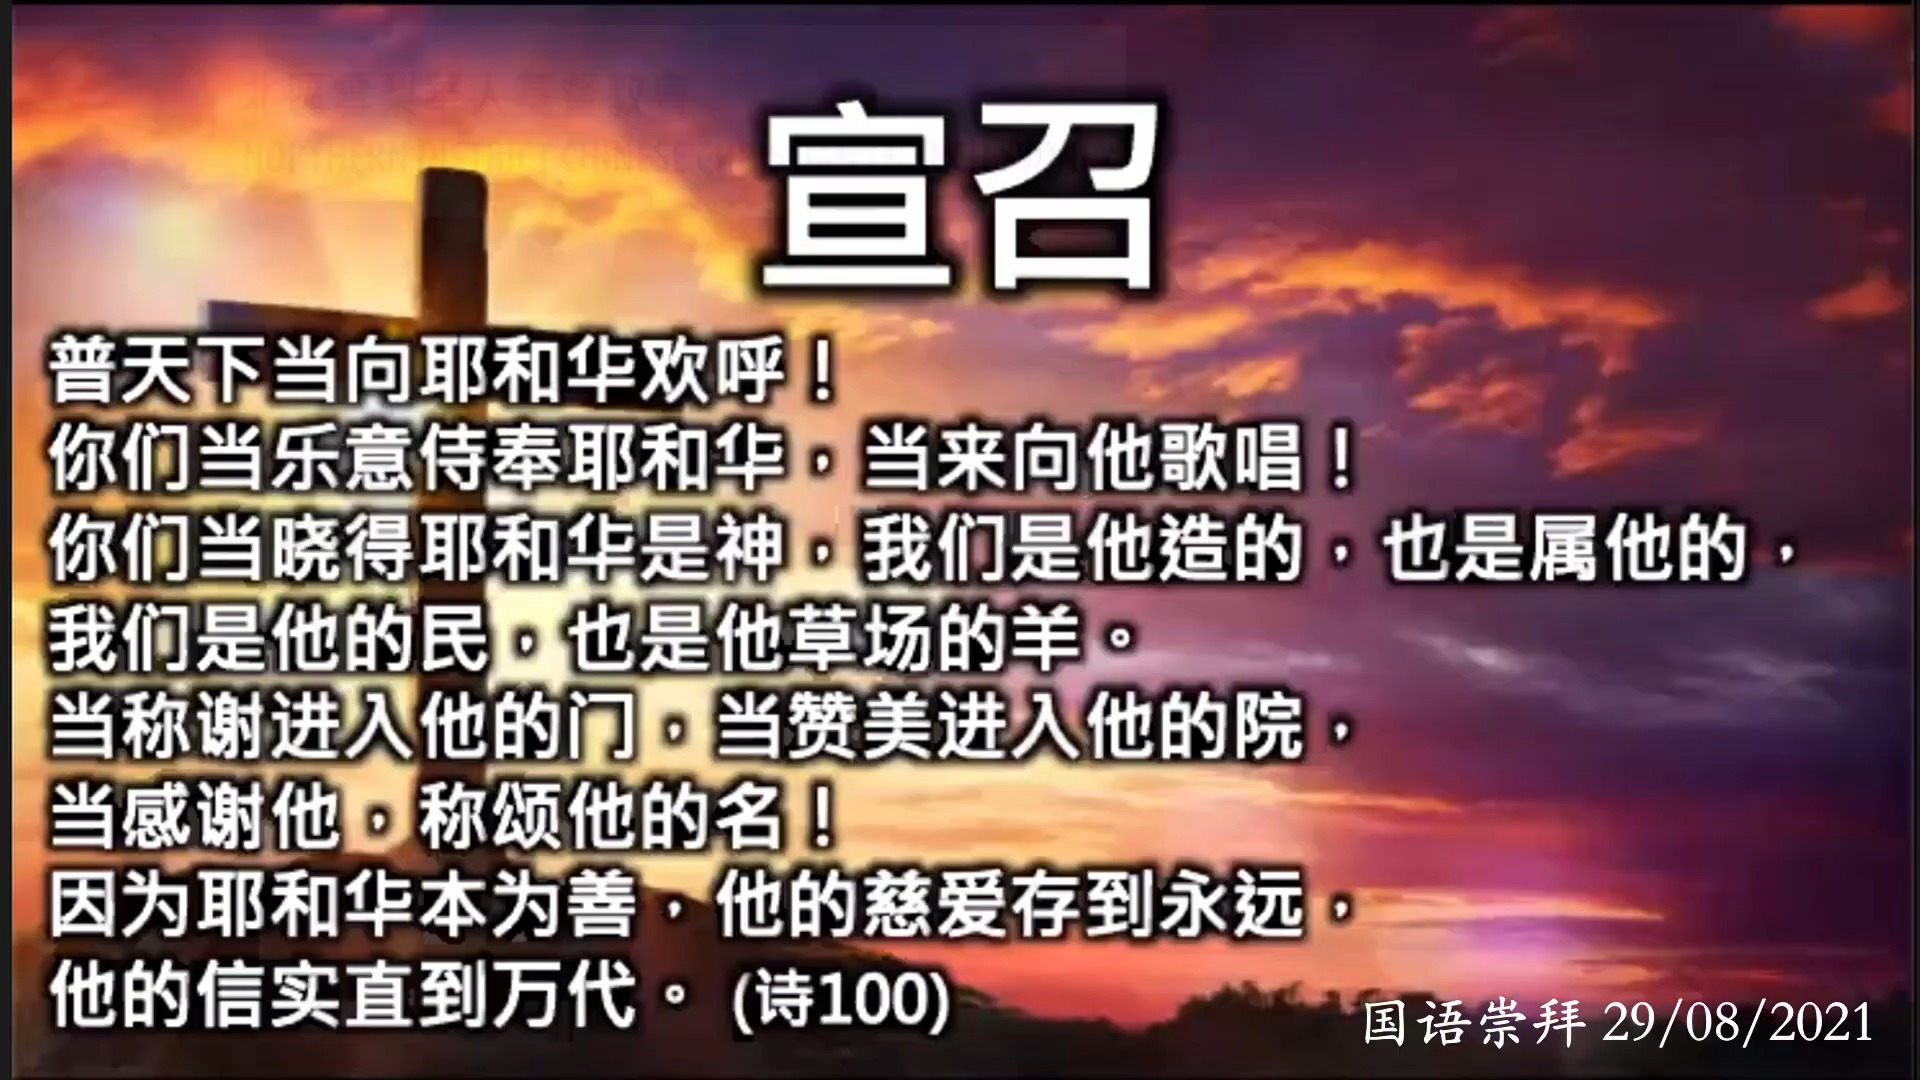 宣召
普天下当向耶和华欢呼！
你们当乐意侍奉耶和华，当来向他歌唱！
你们当晓得耶和华是神，我们是他造的，也是属他的，
我们是他的民，也是他草场的羊。
当称谢进入他的门，当赞美进入他的院，
当感谢他，称颂他的名！
因为耶和华本为善，他的慈爱存到永远，
他的信实直到万代。 (诗100)
国语崇拜 29/08/2021